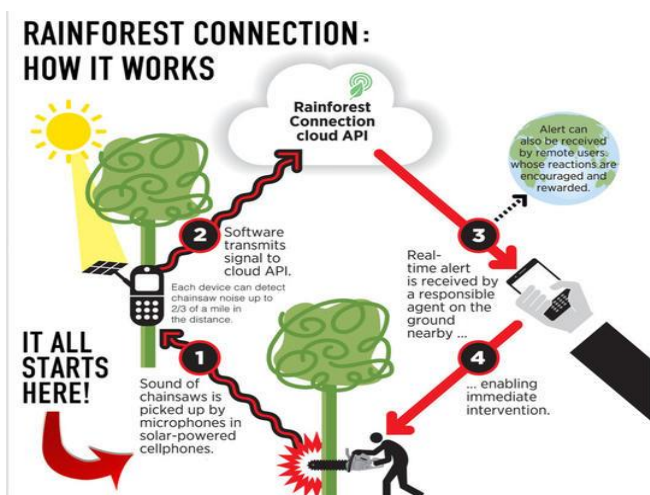 RAINFOREST CONNECTION:
HOW IT WORKS
Rainforest
Connection
cloud API
Alert can
also be received
by remote users,
whose reactions are
encouraged and
rewarded.
2
Software
transmits
signal to
cloud API.
Each device can detect
chainsaw noise up to
2/3 of a mile in
the distance.
3
Real-
time alert
is received by
a responsible
agent on the
ground
nearby ...
IT ALL
STARTS
HERE!
1
Sound of
chainsaws is
picked up by
microphones in
solar-powered
cellphones.
4
... enabling
immediate
intervention.